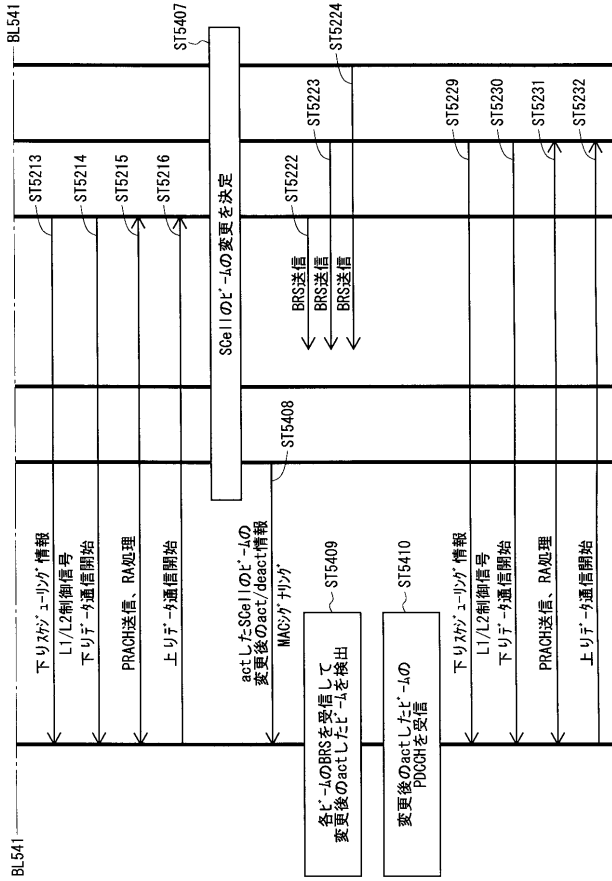 BL541
BL541
下りスケジューリング情報
L1/L2制御信号
ST5213
下りデータ通信開始
ST5214
PRACH送信、RA処理
ST5215
上りデータ通信開始
ST5216
SCellのビームの変更を決定
ST5407
actしたSCellのビームの
変更後のact/deact情報
MACシグナリング
ST5408
各ビームのBRSを受信して
変更後のactしたビームを検出
ST5409
BRS送信
ST5222
BRS送信
ST5223
BRS送信
ST5224
変更後のactしたビームの
PDCCHを受信
ST5410
下りスケジューリング情報
L1/L2制御信号
ST5229
下りデータ通信開始
ST5230
PRACH送信、RA処理
ST5231
上りデータ通信開始
ST5232